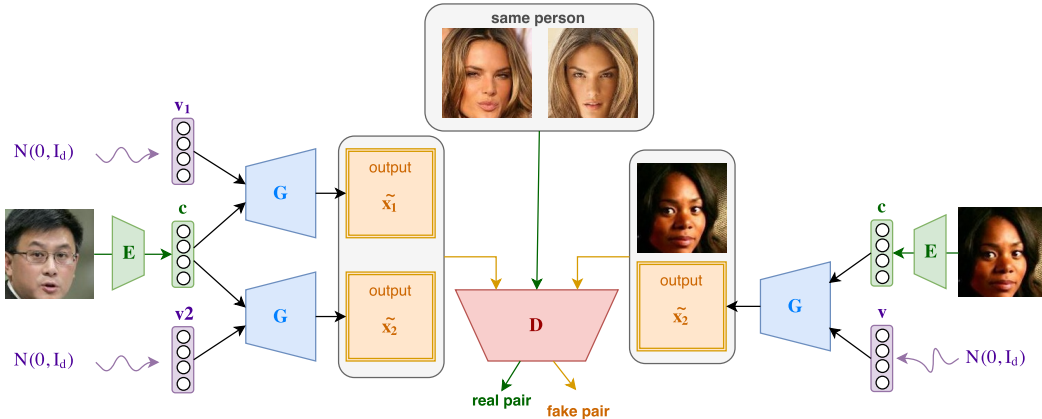 same person
v₁
N(0, I_d)
output
x̃₁
G
c
E
output
x̃₂
G
v2
N(0, I_d)
D
real pair
fake pair
output
x̃₂
G
c
E
v
N(0, I_d)